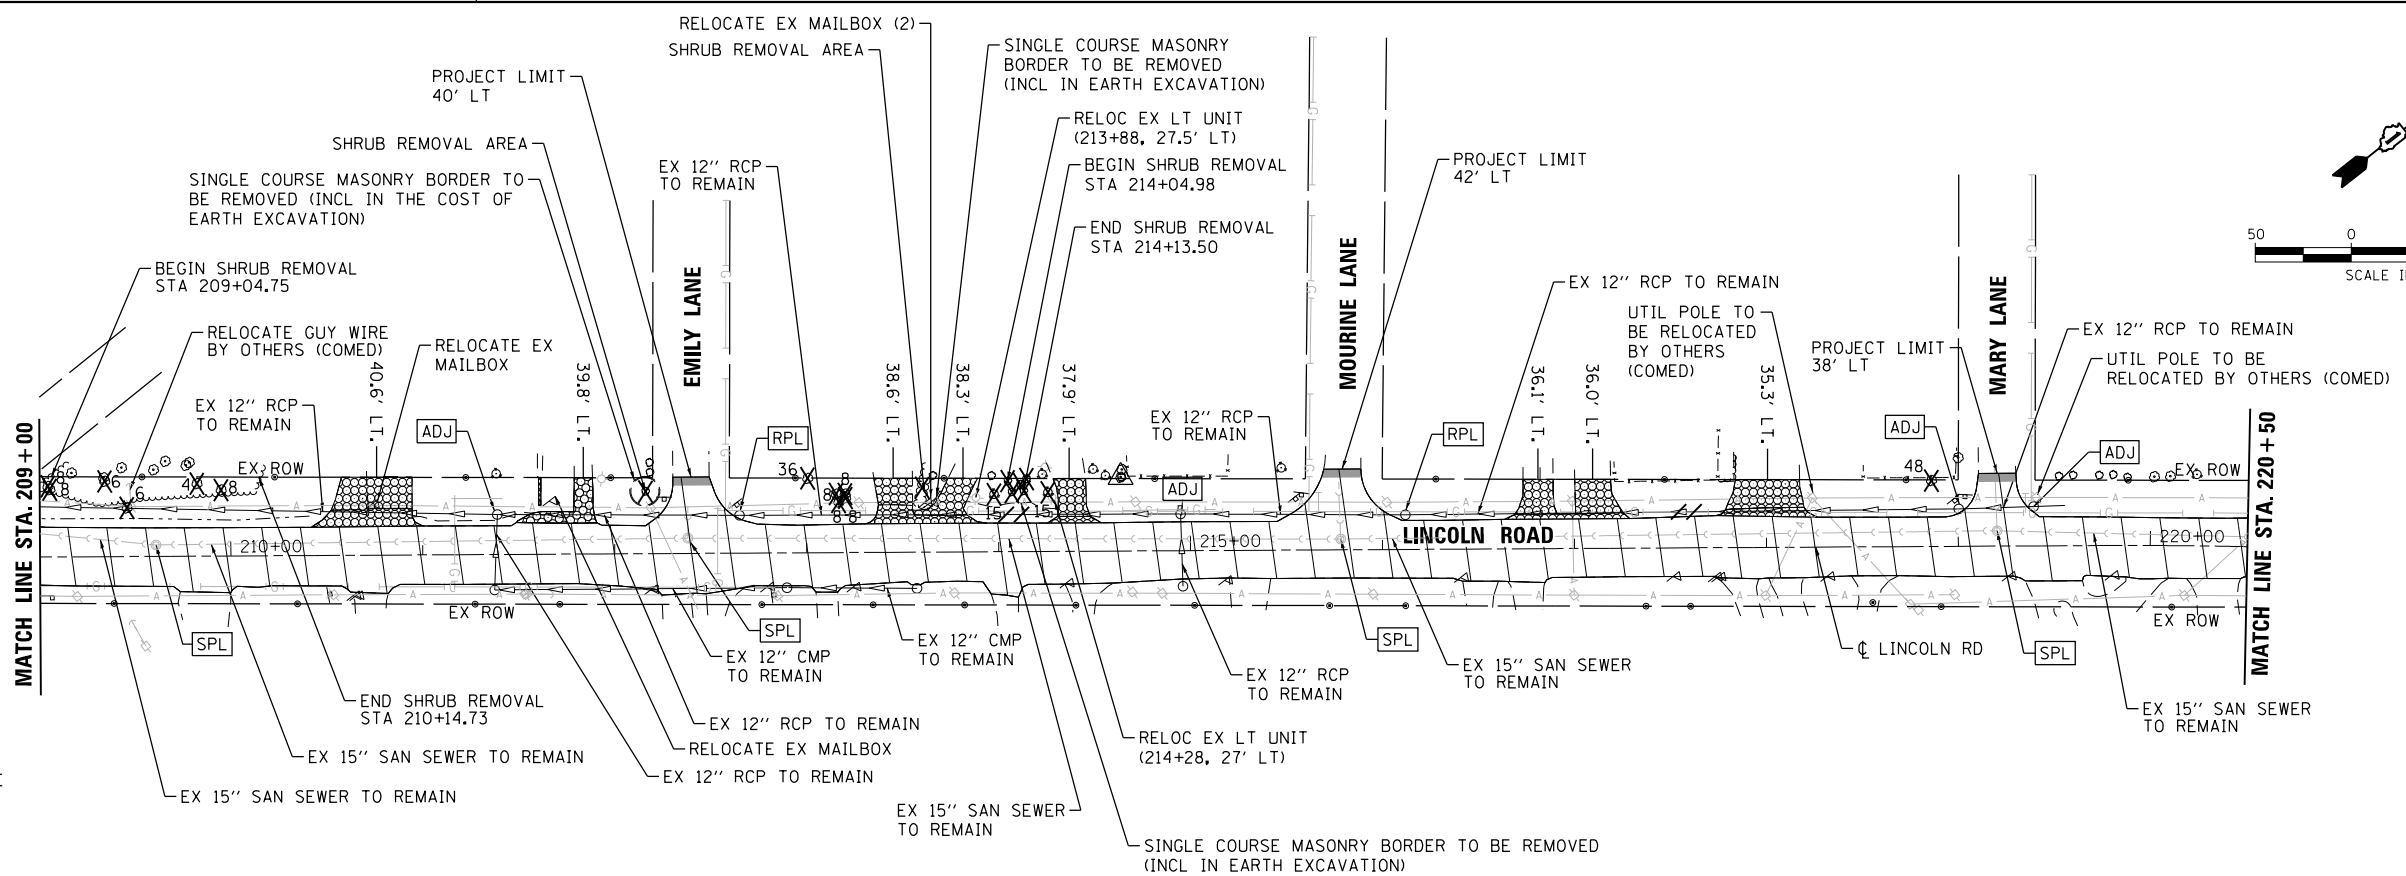 RELOCATE EX MAILBOX (2)
SHRUB REMOVAL AREA
SINGLE COURSE MASONRY
BORDER TO BE REMOVED
(INCL IN EARTH EXCAVATION)
PROJECT LIMIT
40' LT
RELOC EX LT UNIT
(213+88, 27.5' LT)
SHRUB REMOVAL AREA
EX 12'' RCP
TO REMAIN
BEGIN SHRUB REMOVAL
STA 214+04.98
PROJECT LIMIT
42' LT
SINGLE COURSE MASONRY BORDER TO
BE REMOVED (INCL IN THE COST OF
EARTH EXCAVATION)
END SHRUB REMOVAL
STA 214+13.50
50
0
SCALE I
BEGIN SHRUB REMOVAL
STA 209+04.75
EMILY LANE
MOURINE LANE
MARY LANE
EX 12'' RCP TO REMAIN
UTIL POLE TO
BE RELOCATED
BY OTHERS
(COMED)
RELOCATE GUY WIRE
BY OTHERS (COMED)
RELOCATE EX
MAILBOX
PROJECT LIMIT
38' LT
EX 12'' RCP TO REMAIN
UTIL POLE TO BE
RELOCATED BY OTHERS (COMED)
40.6' LT.
39.8' LT.
38.6' LT.
38.3' LT.
37.9' LT.
36.1' LT.
36.0' LT.
35.3' LT.
EX 12'' RCP
TO REMAIN
ADJ
RPL
EX 12'' RCP
TO REMAIN
RPL
ADJ
ADJ
MATCH LINE STA. 209+00
MATCH LINE STA. 220+50
EX ROW
EX ROW
8
6
6
4
8
36
8
8
8
15
15
48
ADJ
210+00
215+00
LINCOLN ROAD
220+00
EX ROW
EX ROW
SPL
SPL
SPL
SPL
EX 12'' CMP
TO REMAIN
EX 12'' CMP
TO REMAIN
EX 12'' RCP
TO REMAIN
EX 15'' SAN SEWER
TO REMAIN
℄ LINCOLN RD
END SHRUB REMOVAL
STA 210+14.73
EX 12'' RCP TO REMAIN
EX 15'' SAN SEWER
TO REMAIN
RELOCATE EX MAILBOX
RELOC EX LT UNIT
(214+28, 27' LT)
EX 15'' SAN SEWER TO REMAIN
EX 12'' RCP TO REMAIN
EX 15'' SAN SEWER TO REMAIN
EX 15'' SAN SEWER
TO REMAIN
SINGLE COURSE MASONRY BORDER TO BE REMOVED
(INCL IN EARTH EXCAVATION)